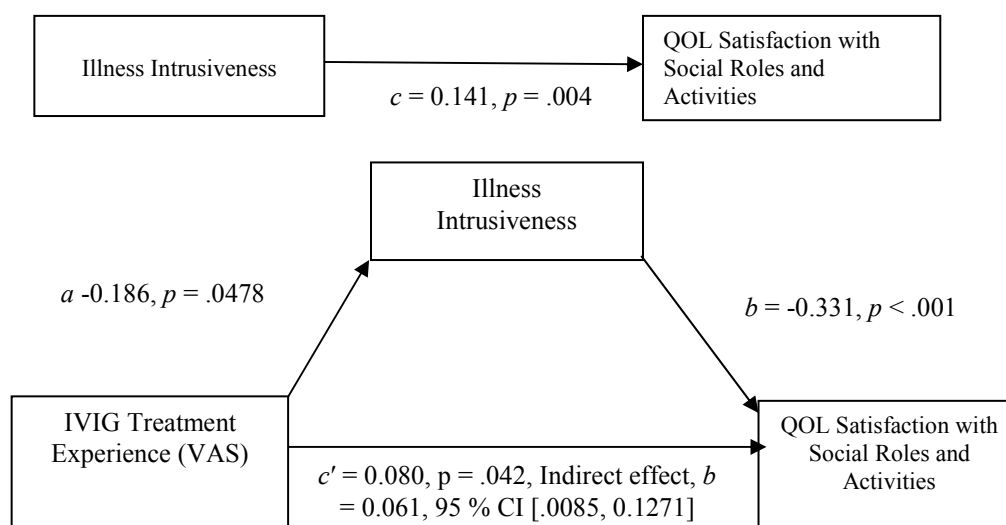 Illness Intrusiveness
QOL Satisfaction with
Social Roles and
Activities
c = 0.141, p = .004
Illness
Intrusiveness
a -0.186, p = .0478
b = -0.331, p < .001
IVIG Treatment
Experience (VAS)
QOL Satisfaction with
Social Roles and
Activities
c' = 0.080, p = .042, Indirect effect, b
= 0.061, 95 % CI [.0085, 0.1271]